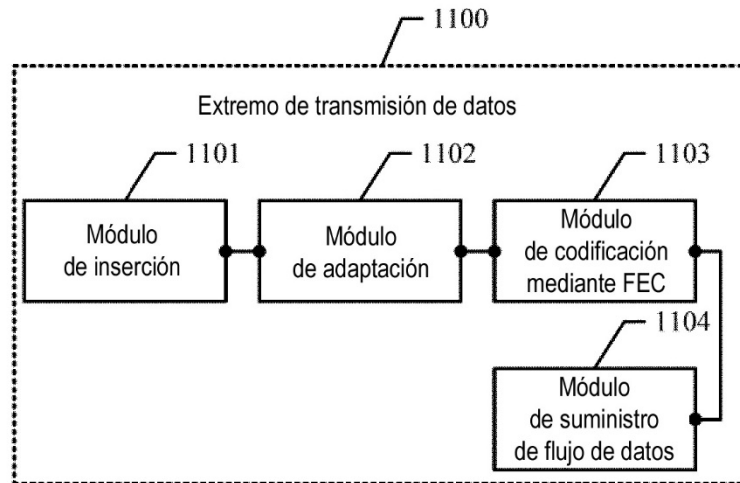 1100
Extremo de transmisión de datos
1101
1102
1103
Módulo
de inserción
Módulo
de adaptación
Módulo
de codificación
mediante FEC
1104
Módulo
de suministro
de flujo de datos